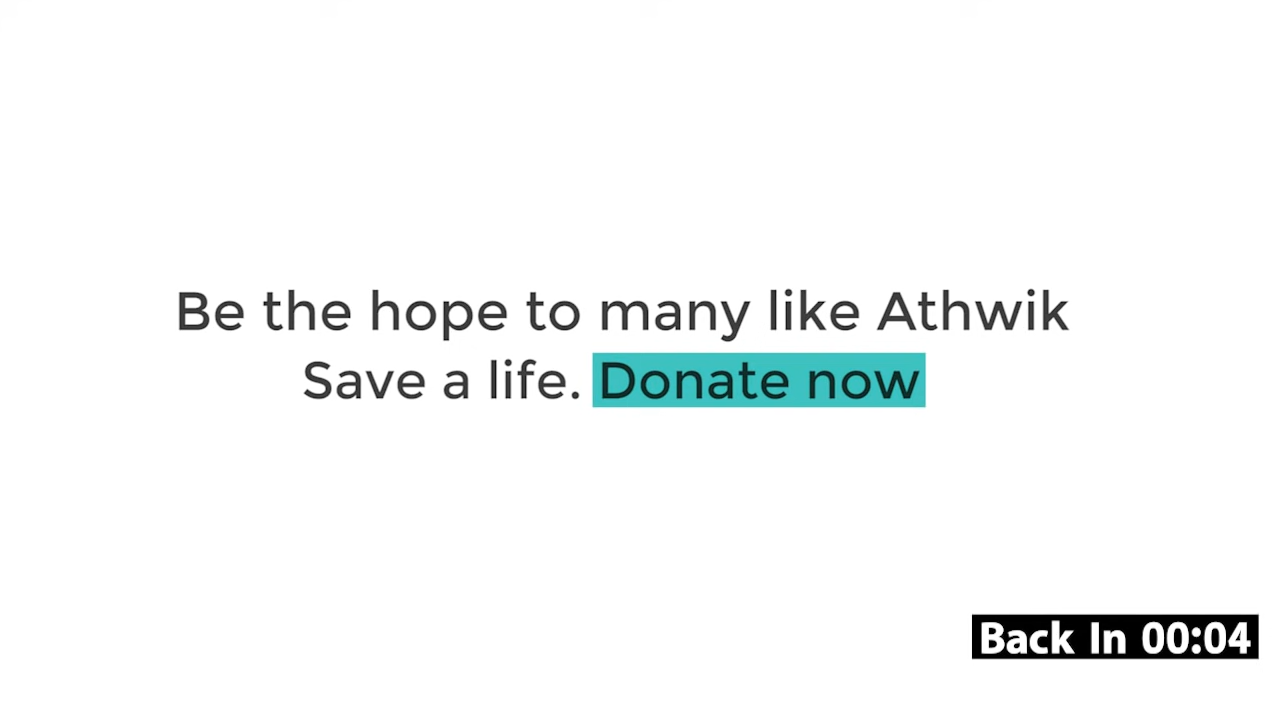 Be the hope to many like Athwik
Save a life. Donate now
Back In 00:04